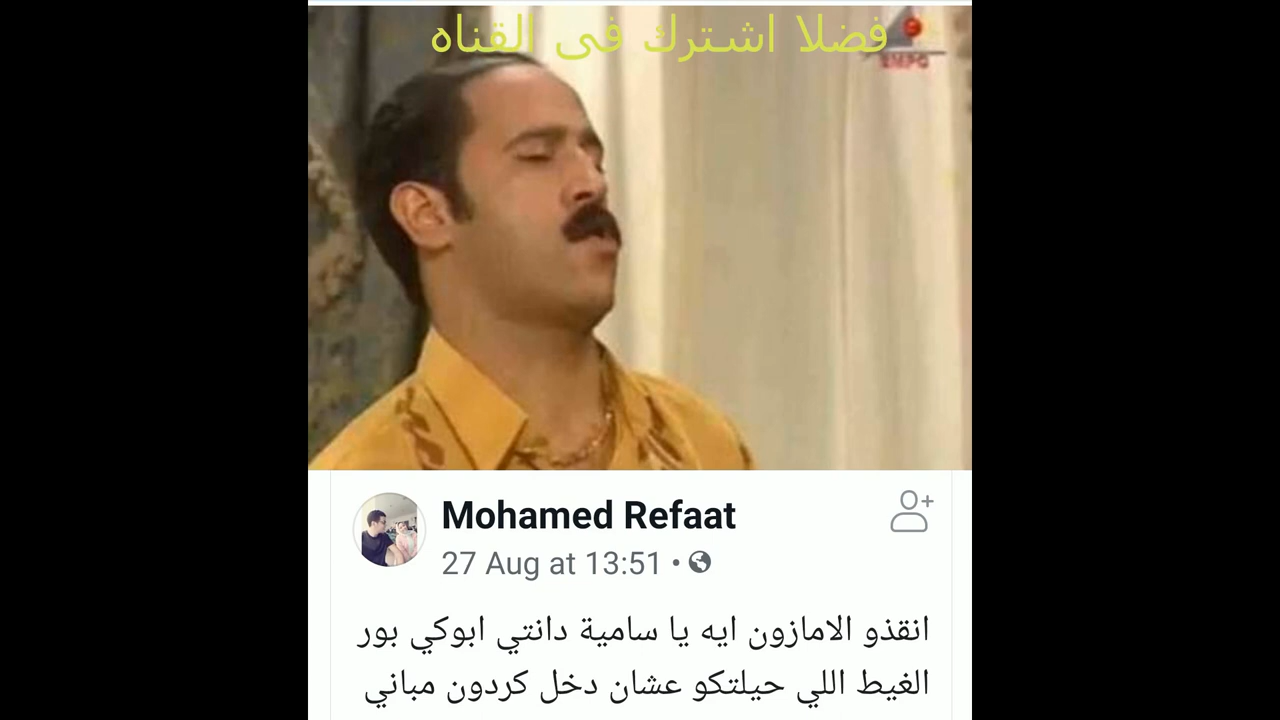 فضلا اشترك فى القناه
Mohamed Refaat
27 Aug at 13:51
انقذو الامازون ايه يا سامية دانتي ابوكي بور
الغيط اللي حيلتكو عشان دخل كردون مباني